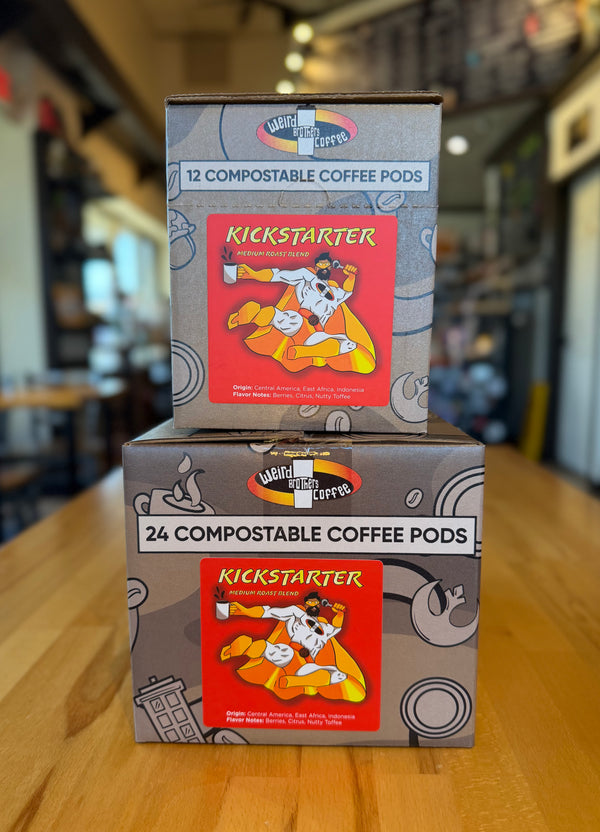 Weird
Brothers
Coffee
12 COMPOSTABLE COFFEE PODS
KICKSTARTER
MEDIUM ROAST BLEND
Origin: Central America, East Africa, Indonesia
Flavor Notes: Berries, Citrus, Nutty Toffee
Weird
Brothers
Coffee
24 COMPOSTABLE COFFEE PODS
KICKSTARTER
MEDIUM ROAST BLEND
Origin: Central America, East Africa, Indonesia
Flavor Notes: Berries, Citrus, Nutty Toffee